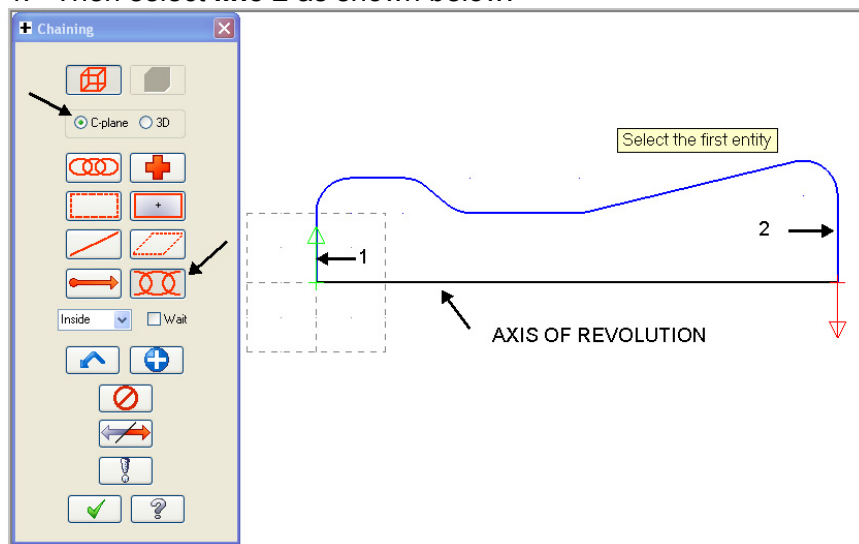 Chaining
C-plane
3D
Inside
Wait
Select the first entity
1
2
AXIS OF REVOLUTION